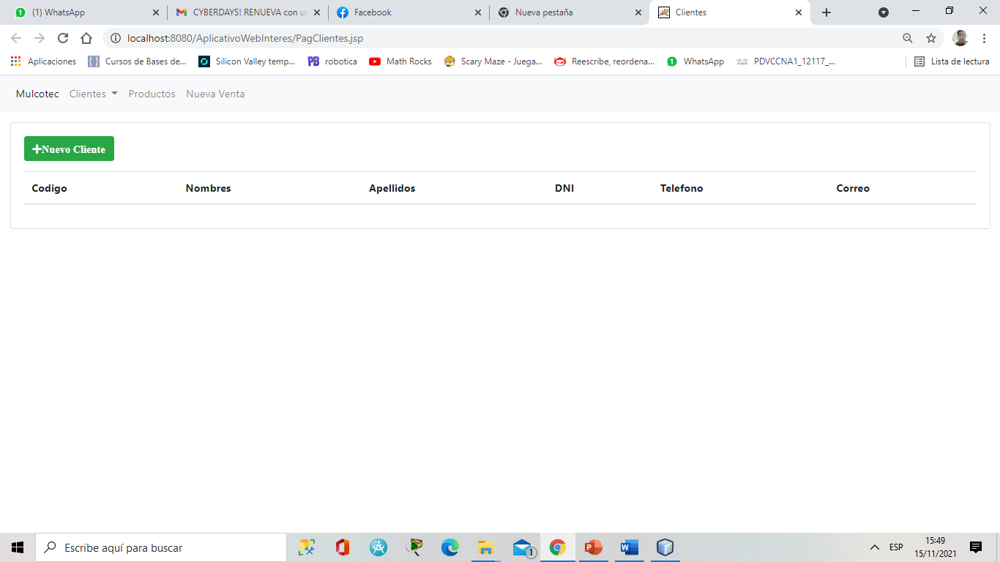 (1) WhatsApp
CYBERDAYS! RENUEVA con u
Facebook
Nueva pestaña
Clientes
localhost:8080/AplicativoWebInteres/PagClientes.jsp
Aplicaciones
Cursos de Bases de...
Silicon Valley temp...
PB robotica
Math Rocks
Scary Maze - Juega...
Reescribe, reordena...
1 WhatsApp
PDVCCNA1_12117_...
Lista de lectura
Mulcotec Clientes Productos Nueva Venta
+Nuevo Cliente
Codigo Nombres Apellidos DNI Telefono Correo
Escribe aquí para buscar
1
ESP
15:49
15/11/2021